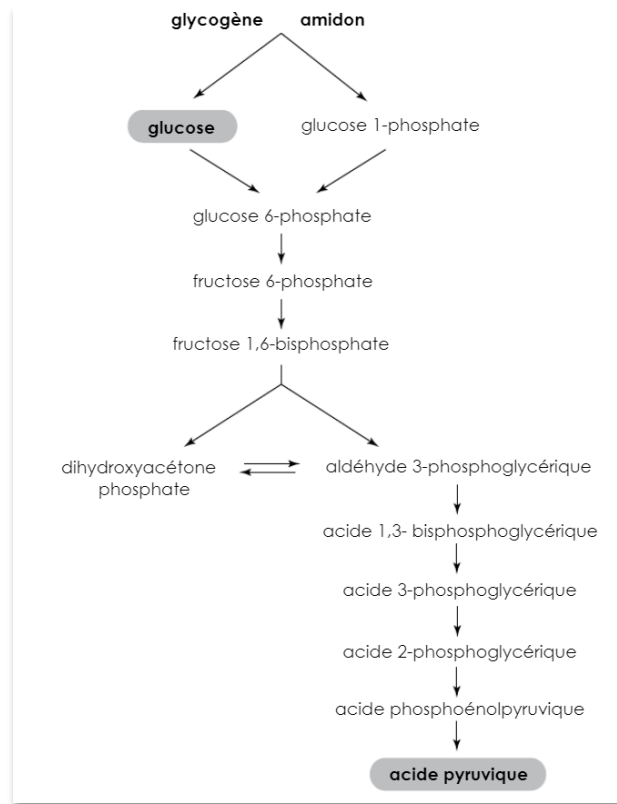 glycogène amidon
glucose
glucose 1-phosphate
glucose 6-phosphate
fructose 6-phosphate
fructose 1,6-bisphosphate
dihydroxyacétone
phosphate
aldéhyde 3-phosphoglycérique
acide 1,3- bisphosphoglycérique
acide 3-phosphoglycérique
acide 2-phosphoglycérique
acide phosphoénolpyruvique
acide pyruvique